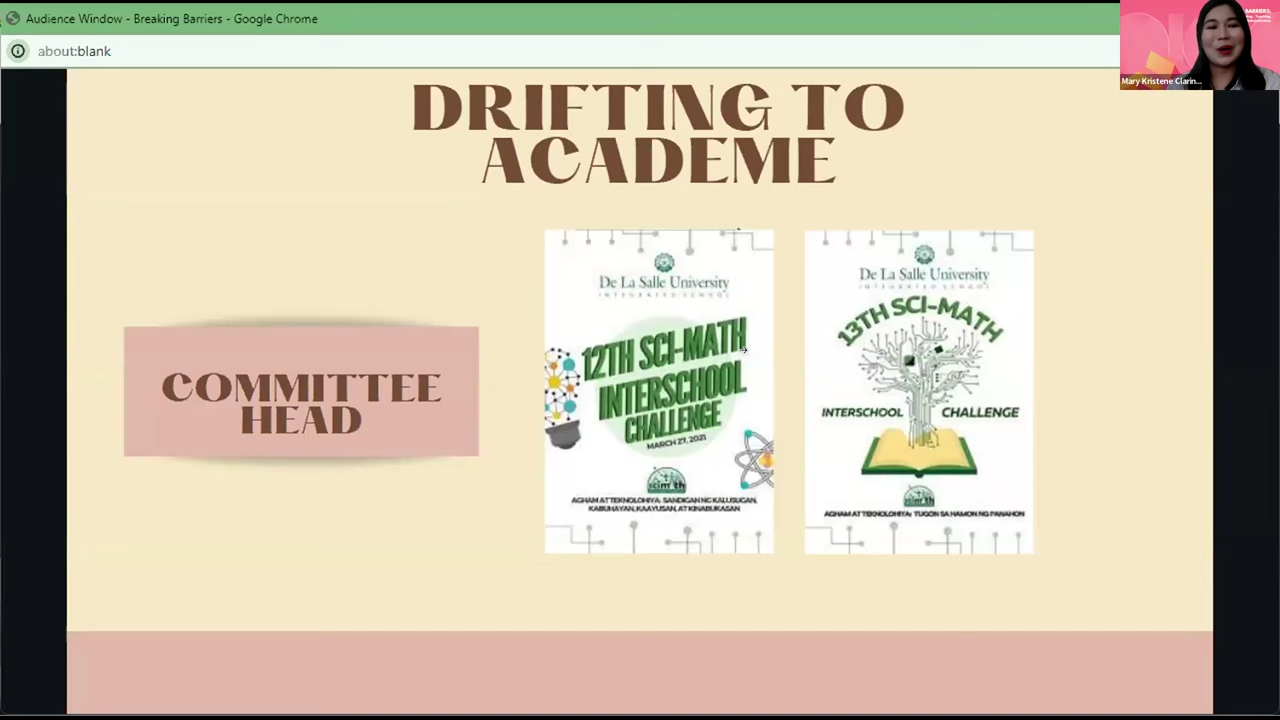 Audience Window - Breaking Barriers - Google Chrome
about:blank
BARRIERS:
Mary Kristene Clarin...
DRIFTING TO
ACADEME
COMMITTEE
HEAD
De La Salle University
INTEGRATED SCHOOL
12TH SCI-MATH
INTERSCHOOL
CHALLENGE
MARCH 27, 2021
AGHAM AT TEKNOLOHIYA: SANDIGAN NG KALUSUGAN,
KABUHAYAN, KAAYUSAN, AT KINABUKASAN
De La Salle University
INTEGRATED SCHOOL
13TH SCI-MATH
INTERSCHOOL CHALLENGE
AGHAM AT TEKNOLOHIYA: TUGON SA HAMON NG PANAHON